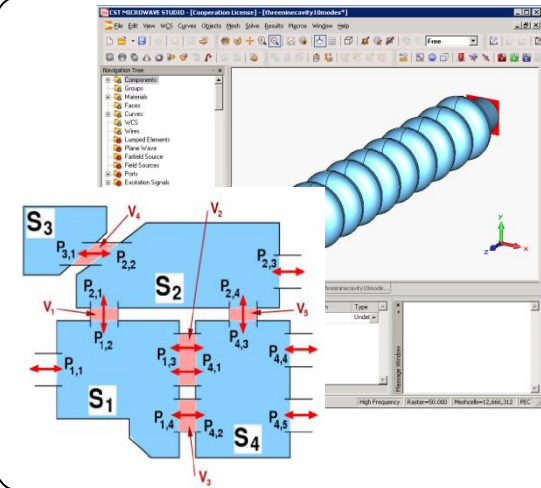 CST MICROWAVE STUDIO - [Cooperation License] - [threeninecavity10modes*]
File Edit View WCS Curves Objects Mesh Solve Results Macros Window Help
Free
Navigation Tree
Components
Groups
Materials
Faces
Curves
WCS
Wires
Lumped Elements
Plane Wave
Farfield Source
Field Sources
Ports
Excitation Signals
y
z
x
Type
Undef
Message Window
High Frequency Raster=50.000 Meshcells=12,666,312 PEC
S3
V4
V2
P3,1
P2,2
P2,3
S2
P2,1
P2,4
V1
V5
P1,2
P4,3
P1,3
P4,1
P4,4
P1,1
S1
P1,4
P4,2
S4
P4,5
V3